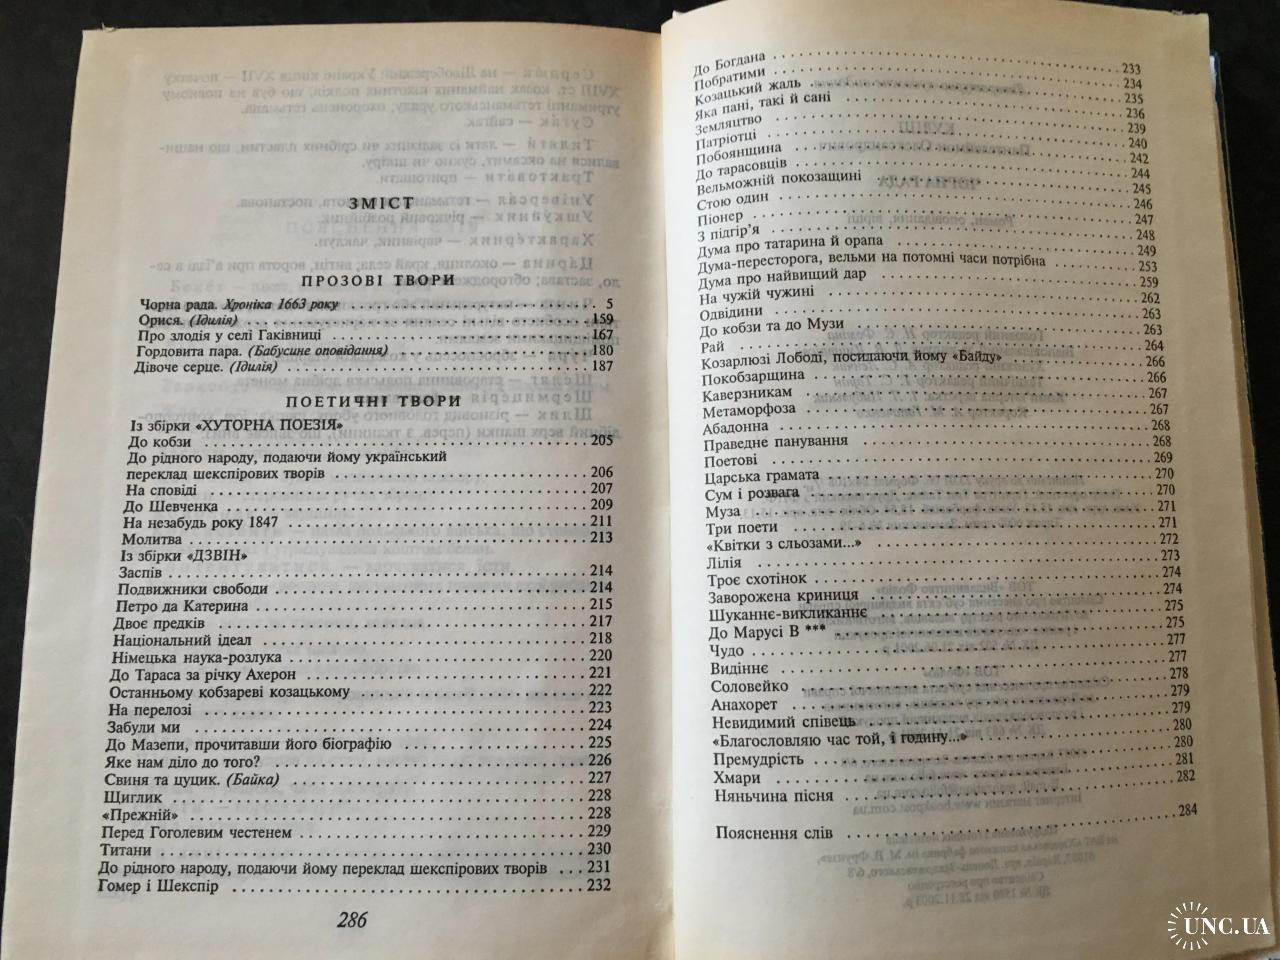 ЗМІСТ
ПРОЗОВІ ТВОРИ
Чорна рада. Хроніка 1663 року . . . 5
Орися. (Ідилія) . . . 159
Про злодія у селі Гаківниці . . . 167
Гордовита пара. (Бабусине оповідання) . . . 180
Дівоче серце. (Ідилія) . . . 187
ПОЕТИЧНІ ТВОРИ
Із збірки «ХУТОРНА ПОЕЗІЯ»
До кобзи . . . 205
До рідного народу, подаючи йому український
переклад шекспірових творів . . . 206
На сповіді . . . 207
До Шевченка . . . 209
На незабудь року 1847 . . . 211
Молитва . . . 213
Із збірки «ДЗВІН»
Заспів . . . 214
Подвижники свободи . . . 214
Петро да Катерина . . . 215
Двоє предків . . . 217
Національний ідеал . . . 218
Німецька наука-розлука . . . 220
До Тараса за річку Ахерон . . . 221
Останньому кобзареві козацькому . . . 222
На перелозі . . . 223
Забули ми . . . 224
До Мазепи, прочитавши його біографію . . . 225
Яке нам діло до того? . . . 226
Свиня та цуцик. (Байка) . . . 227
Щиглик . . . 228
«Прежній» . . . 228
Перед Гоголевим честенем . . . 229
Титани . . . 230
До рідного народу, подаючи йому переклад шекспірових творів . . . 231
Гомер і Шекспір . . . 232
286
До Богдана . . . 233
Побратими . . . 234
Козацький жаль . . . 235
Яка пані, такі й сані . . . 236
Земляцтво . . . 239
Патріотці . . . 240
Побоянщина . . . 242
До тарасовців . . . 244
Вельможній покозащині . . . 245
Стою один . . . 246
Піонер . . . 247
З підгір'я . . . 248
Дума про татарина й орапа . . . 249
Дума-пересторога, вельми на потомні часи потрібна . . . 253
Дума про найвищий дар . . . 259
На чужій чужині . . . 262
Одвідини . . . 263
До кобзи та до Музи . . . 263
Рай . . . 264
Козарлюзі Лободі, посилаючи йому «Байду» . . . 266
Покобзарщина . . . 266
Каверзникам . . . 267
Метаморфоза . . . 267
Абадонна . . . 268
Праведне панування . . . 268
Поетові . . . 269
Царська грамата . . . 270
Сум і розвага . . . 270
Муза . . . 271
Три поети . . . 271
«Квітки з сльозами...» . . . 272
Лілія . . . 273
Троє схотінок . . . 274
Заворожена криниця . . . 274
Шуканнє-викликаннє . . . 275
До Марусі В *** . . . 275
Чудо . . . 277
Видіннє . . . 277
Соловейко . . . 278
Анахорет . . . 279
Невидимий співець . . . 279
«Благословляю час той, і годину...» . . . 280
Премудрість . . . 280
Хмари . . . 281
Няньчина пісня . . . 282
Пояснення слів . . . 284
UNC.UA